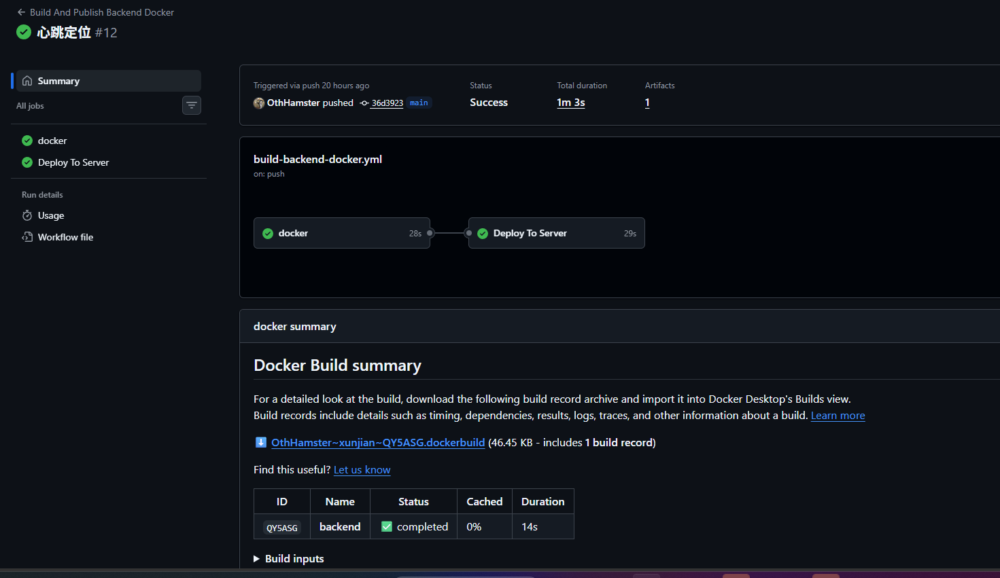 Build And Publish Backend Docker
心跳定位 #12
Summary
All jobs
docker
Deploy To Server
Run details
Usage
Workflow file
Triggered via push 20 hours ago
OthHamster pushed 36d3923 main
Status
Success
Total duration
1m 3s
Artifacts
1
build-backend-docker.yml
on: push
docker 28s
Deploy To Server 29s
docker summary
Docker Build summary
For a detailed look at the build, download the following build record archive and import it into Docker Desktop's Builds view.
Build records include details such as timing, dependencies, results, logs, traces, and other information about a build. Learn more
OthHamster~xunjian~QY5ASG.dockerbuild (46.45 KB - includes 1 build record)
Find this useful? Let us know
ID Name Status Cached Duration
QY5ASG backend ✅ completed 0% 14s
Build inputs